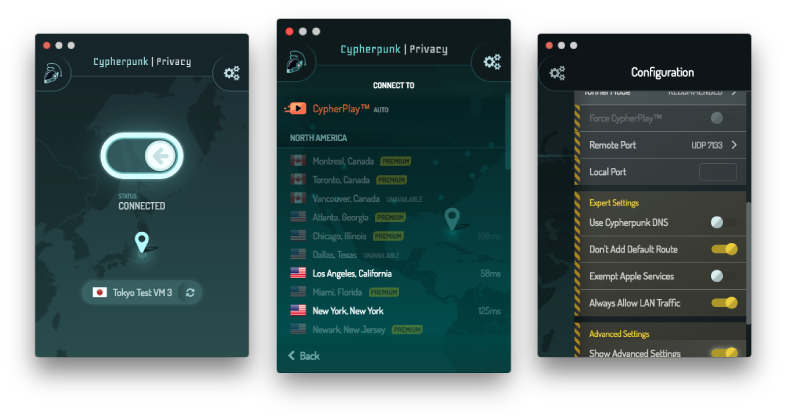 Cypherpunk | Privacy
STATUS
CONNECTED
Tokyo Test VM 3
Cypherpunk | Privacy
CONNECT TO
CypherPlay™ AUTO
NORTH AMERICA
Montreal, Canada PREMIUM
Toronto, Canada PREMIUM
Vancouver, Canada UNAVAILABLE
Atlanta, Georgia PREMIUM
Chicago, Illinois PREMIUM
Dallas, Texas UNAVAILABLE
Los Angeles, California 58ms
Miami, Florida PREMIUM
New York, New York 125ms
Newark, New Jersey PREMIUM
Back
Configuration
Tunnel Mode RECOMMENDED
Force CypherPlay™
Remote Port UDP 7133
Local Port
Expert Settings
Use Cypherpunk DNS
Don't Add Default Route
Exempt Apple Services
Always Allow LAN Traffic
Advanced Settings
Show Advanced Settings